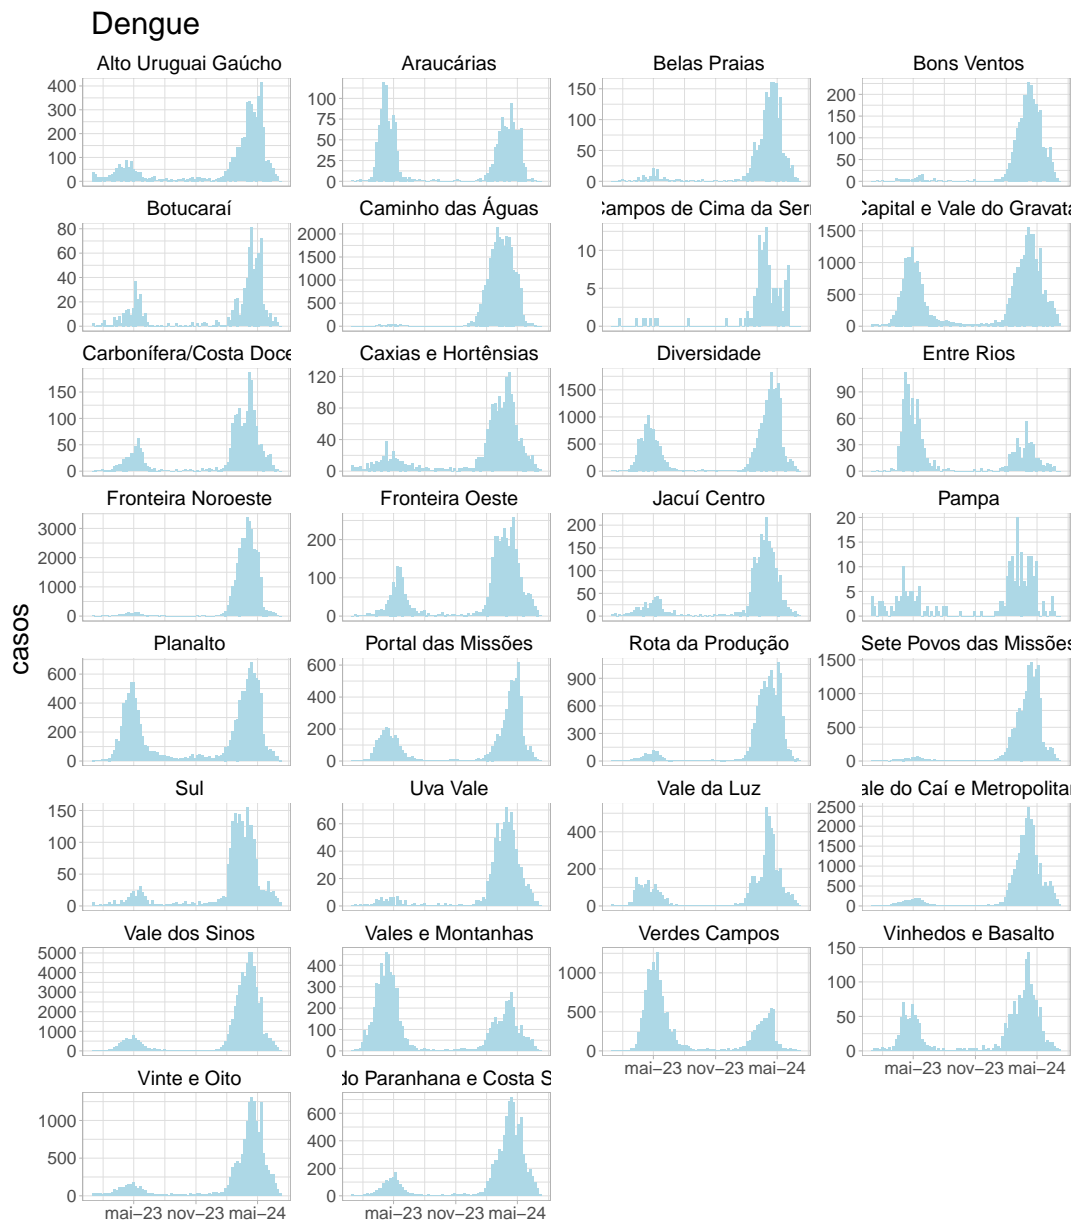 Dengue
Alto Uruguai Gaúcho Araucárias Belas Praias Bons Ventos
400 300 200 100 0
100 75 50 25 0
150 100 50 0
200 150 100 50 0
Botucaraí Caminho das Águas Campos de Cima da Serr Capital e Vale do Gravata
80 60 40 20 0
2000 1500 1000 500 0
10 5 0
1500 1000 500 0
Carbonífera/Costa Doce Caxias e Hortênsias Diversidade Entre Rios
150 100 50 0
120 80 40 0
1500 1000 500 0
90 60 30 0
Fronteira Noroeste Fronteira Oeste Jacuí Centro Pampa
3000 2000 1000 0
200 100 0
200 150 100 50 0
20 15 10 5 0
casos
Planalto Portal das Missões Rota da Produção Sete Povos das Missões
600 400 200 0
600 400 200 0
900 600 300 0
1500 1000 500 0
Sul Uva Vale Vale da Luz ale do Caí e Metropolitan
150 100 50 0
60 40 20 0
400 200 0
2500 2000 1500 1000 500 0
Vale dos Sinos Vales e Montanhas Verdes Campos Vinhedos e Basalto
5000 4000 3000 2000 1000 0
400 300 200 100 0
1000 500 0
150 100 50 0
mai−23 nov−23 mai−24 mai−23 nov−23 mai−24
Vinte e Oito do Paranhana e Costa S
1000 500 0
600 400 200 0
mai−23 nov−23 mai−24 mai−23 nov−23 mai−24